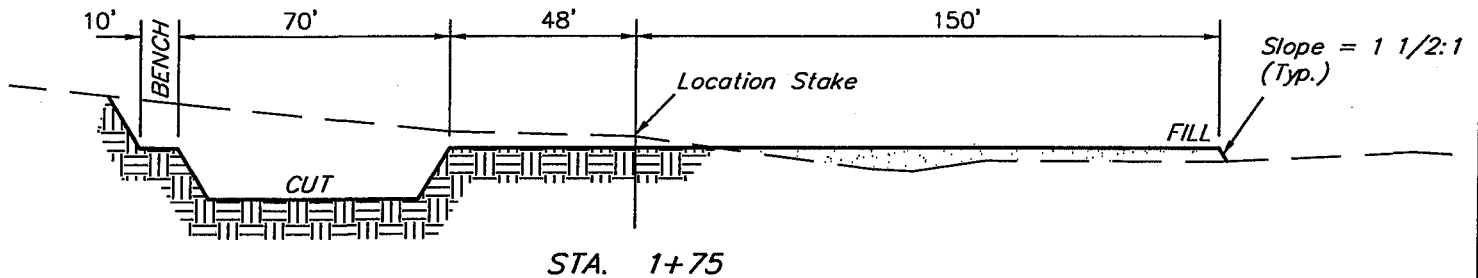 10' 70' 48' 150'
BENCH
Slope = 1 1/2:1
(Typ.)
Location Stake
FILL
CUT
STA. 1+75